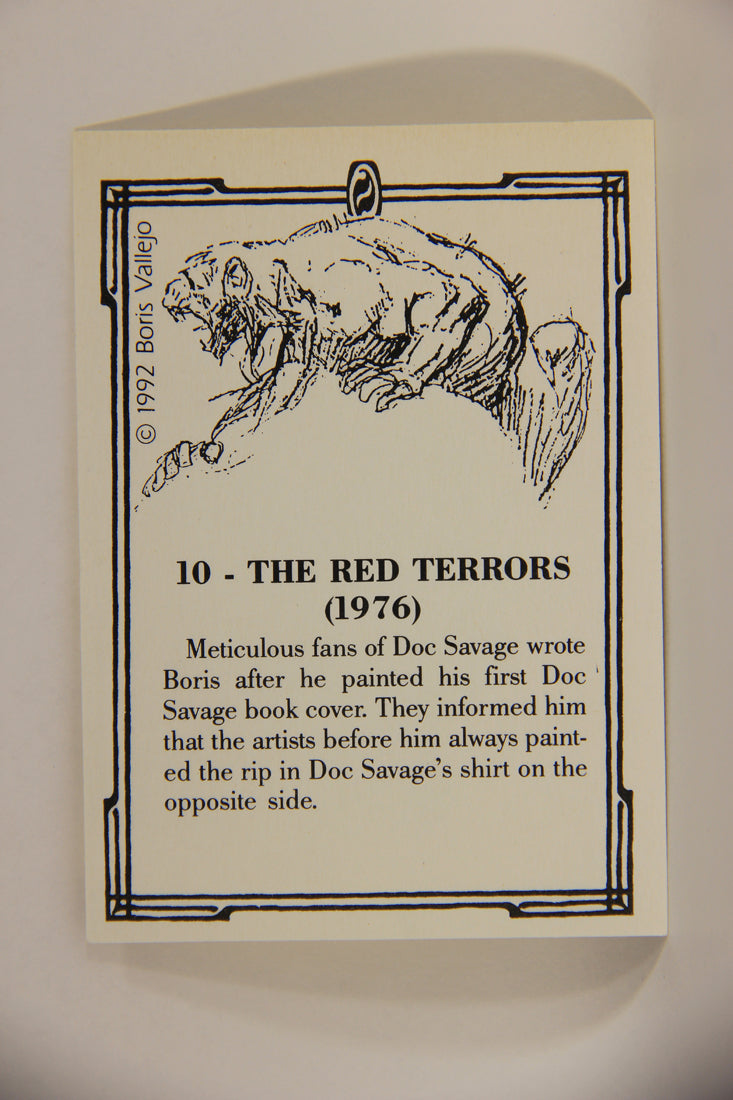 © 1992 Boris Vallejo
10 - THE RED TERRORS
(1976)
Meticulous fans of Doc Savage wrote
Boris after he painted his first Doc
Savage book cover. They informed him
that the artists before him always paint-
ed the rip in Doc Savage's shirt on the
opposite side.